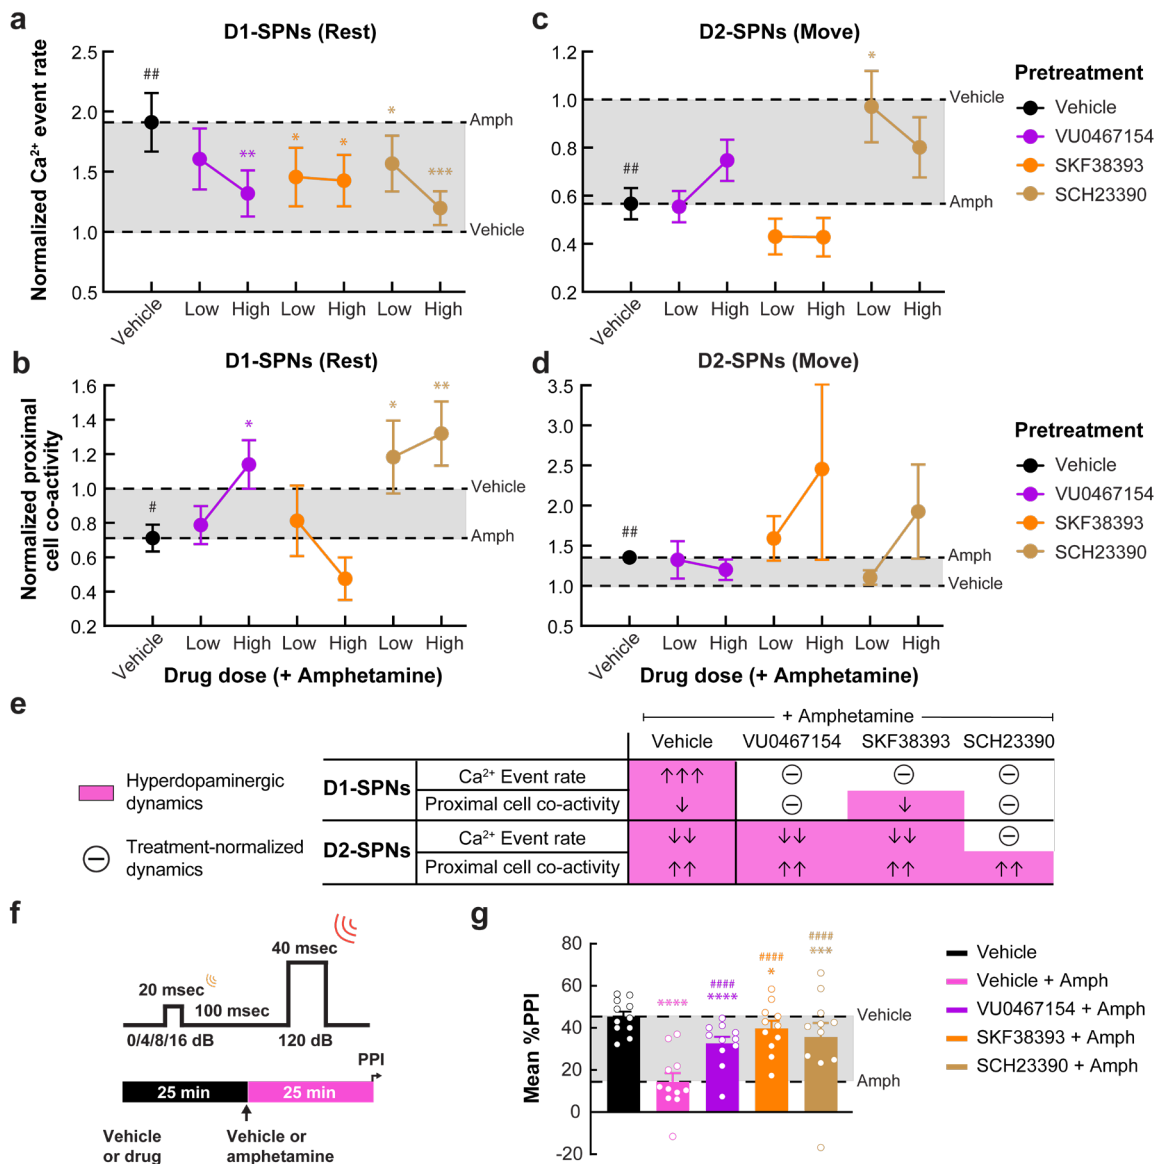 a
D1-SPNs (Rest)
Normalized Ca²⁺ event rate
2.5
2.0
1.5
1.0
0.5
##
**
*
*
*
***
Amph
Vehicle
Vehicle
Low
High
Low
High
Low
High
c
D2-SPNs (Move)
1.2
1.0
0.8
0.6
0.4
0.2
##
*
Vehicle
Amph
Vehicle
Low
High
Low
High
Low
High
Pretreatment
Vehicle
VU0467154
SKF38393
SCH23390
b
D1-SPNs (Rest)
Normalized proximal
cell co-activity
1.6
1.4
1.2
1.0
0.8
0.6
0.4
0.2
#
*
*
**
Vehicle
Amph
Vehicle
Low
High
Low
High
Low
High
Drug dose (+ Amphetamine)
d
D2-SPNs (Move)
3.5
3.0
2.5
2.0
1.5
1.0
0.5
##
Amph
Vehicle
Vehicle
Low
High
Low
High
Low
High
Drug dose (+ Amphetamine)
Pretreatment
Vehicle
VU0467154
SKF38393
SCH23390
e
Hyperdopaminergic
dynamics
Treatment-normalized
dynamics
+ Amphetamine
Vehicle VU0467154 SKF38393 SCH23390
D1-SPNs
Ca²⁺ Event rate ↑↑↑ ⊖ ⊖ ⊖
Proximal cell co-activity ↓ ⊖ ↓ ⊖
D2-SPNs
Ca²⁺ Event rate ↓↓ ↓↓ ↓↓ ⊖
Proximal cell co-activity ↑↑ ↑↑ ↑↑ ↑↑
f
40 msec
20 msec
100 msec
0/4/8/16 dB
120 dB
PPI
25 min
25 min
Vehicle
or drug
Vehicle or
amphetamine
g
Mean %PPI
80
60
40
20
0
-20
****
####
****
####
*
####
***
Vehicle
Amph
Vehicle
Vehicle + Amph
VU0467154 + Amph
SKF38393 + Amph
SCH23390 + Amph